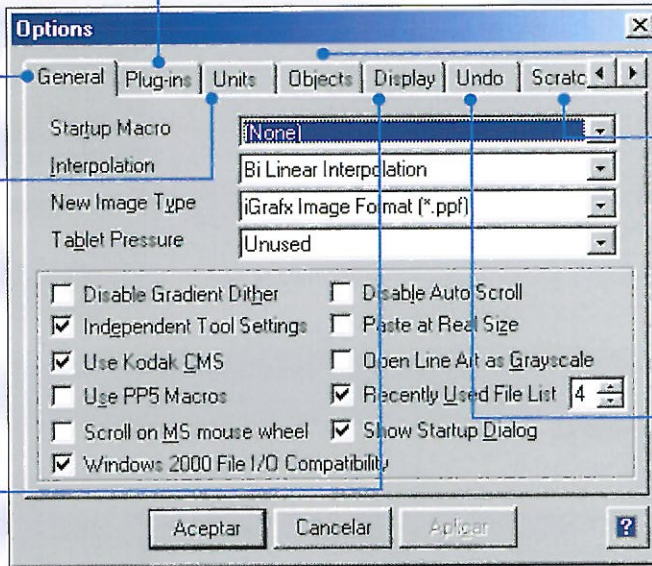 Options
General Plug-ins Units Objects Display Undo Scratc
Startup Macro (None)
Interpolation Bi Linear Interpolation
New Image Type iGrafx Image Format (*.ppf)
Tablet Pressure Unused
Disable Gradient Dither Disable Auto Scroll
Independent Tool Settings Paste at Real Size
Use Kodak CMS Open Line Art as Grayscale
Use PP5 Macros Recently Used File List 4
Scroll on MS mouse wheel Show Startup Dialog
Windows 2000 File I/O Compatibility
Aceptar Cancelar Aplicar ?